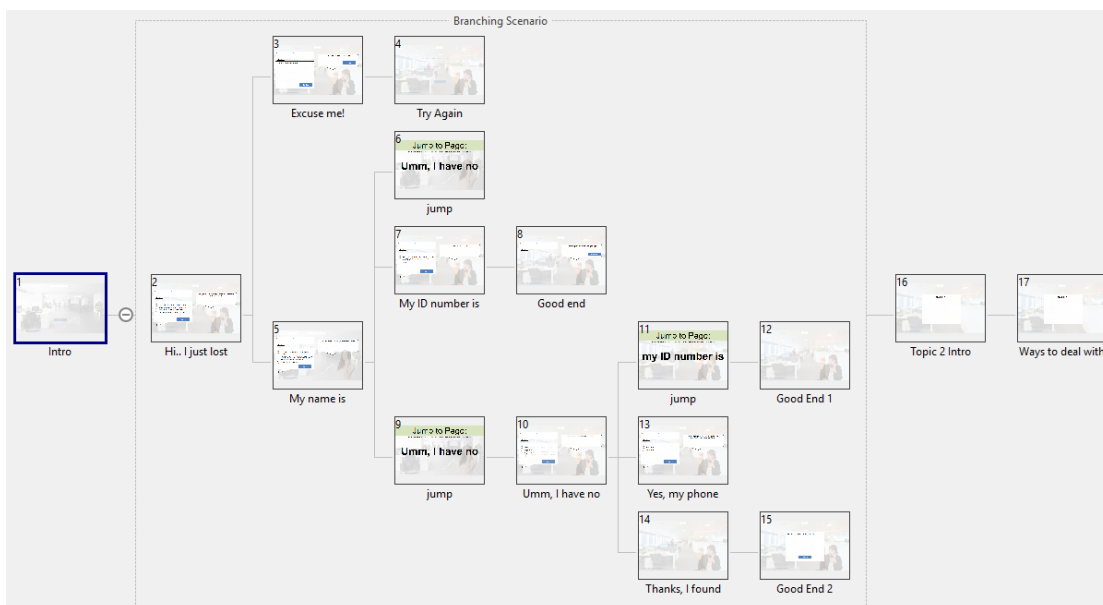 Branching Scenario
1
Intro
2
Hi.. I just lost
3
Excuse me!
4
Try Again
5
My name is
6
Jump to Page:
Umm, I have no
jump
7
My ID number is
8
Good end
9
Jump to Page:
Umm, I have no
jump
10
Umm, I have no
11
Jump to Page:
my ID number is
jump
12
Good End 1
13
Yes, my phone
14
Thanks, I found
15
Good End 2
16
Topic 2 Intro
17
Ways to deal with